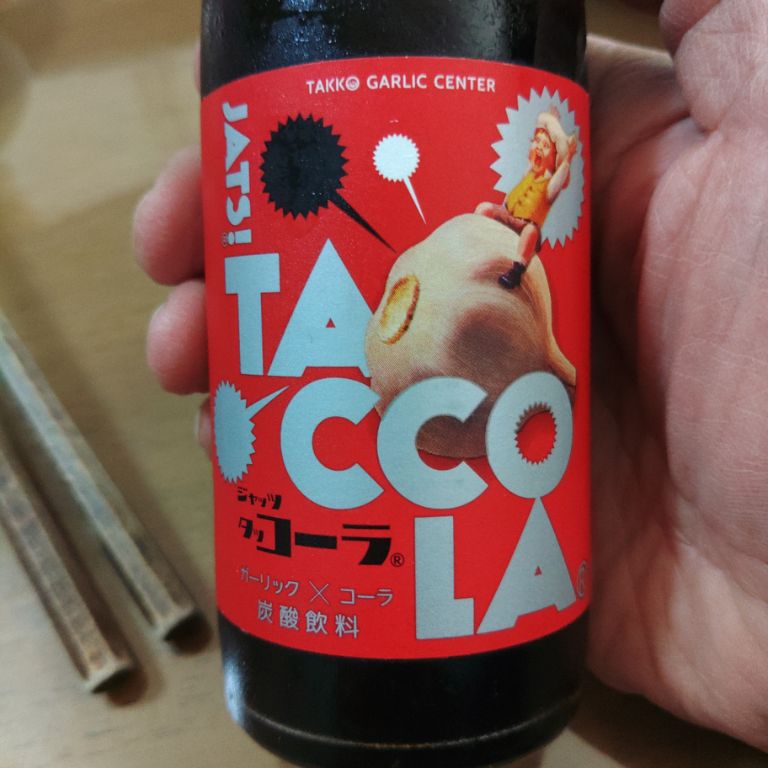 TAKKO GARLIC CENTER
JATS!®
TA
CCO
LA®
ジャッツ
タッコーラ®
ガーリック×コーラ
炭酸飲料